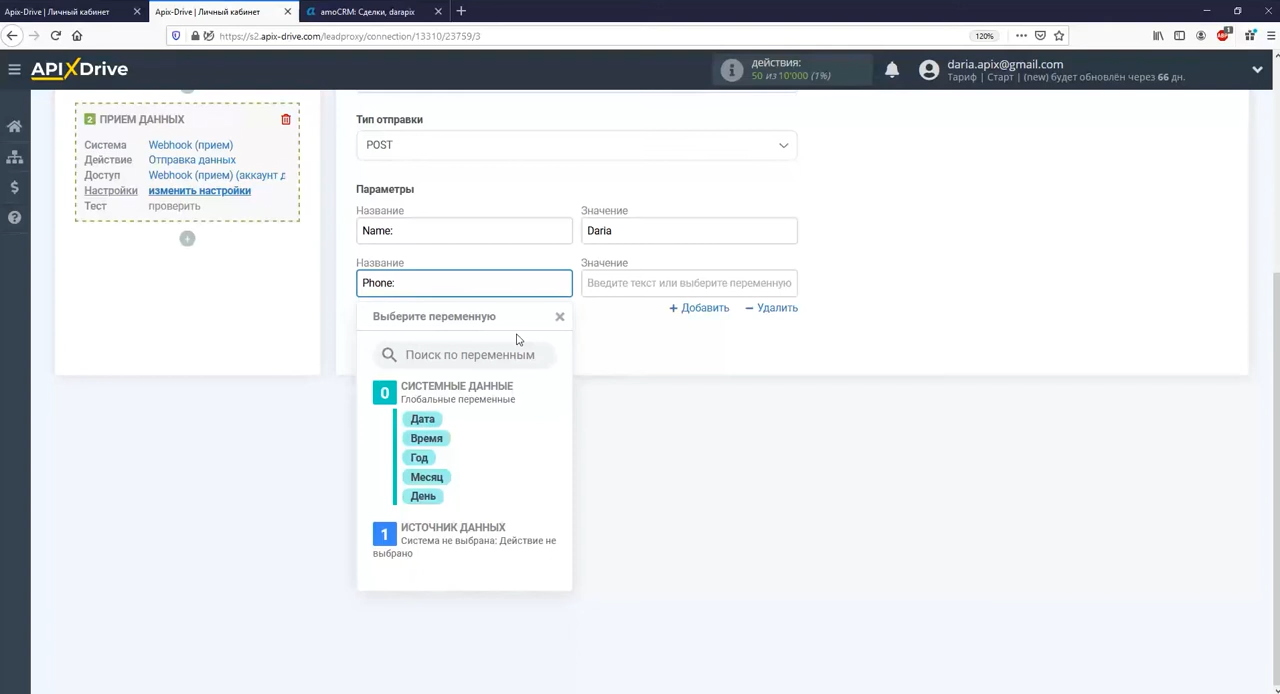 Apix-Drive | Личный кабинет
Apix-Drive | Личный кабинет
amoCRM: Сделки, darapix
https://s2.apix-drive.com/leadproxy/connection/13310/23759/3
120%
APIXDrive
действия:
50 из 10'000 (1%)
daria.apix@gmail.com
Тариф | Старт | (new) будет обновлён через 66 дн.
2 ПРИЕМ ДАННЫХ
Система Webhook (прием)
Действие Отправка данных
Доступ Webhook (прием) (аккаунт д
Настройки изменить настройки
Тест проверить
Тип отправки
POST
Параметры
Название Значение
Name: Daria
Название Значение
Phone: Введите текст или выберите переменную
+ Добавить − Удалить
Выберите переменную
Поиск по переменным
0 СИСТЕМНЫЕ ДАННЫЕ
Глобальные переменные
Дата
Время
Год
Месяц
День
1 ИСТОЧНИК ДАННЫХ
Система не выбрана: Действие не
выбрано